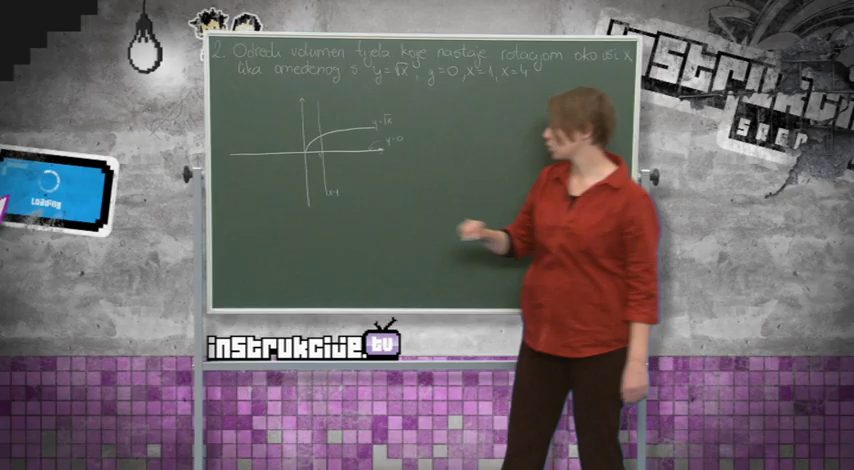 2. Odredi volumen tijela koje nastaje rotacijom oko osi x
lika omeđenog s y=√x, y=0, x=1, x=4
y=√x
y=0
x=1
Loading
instrukcije.tv